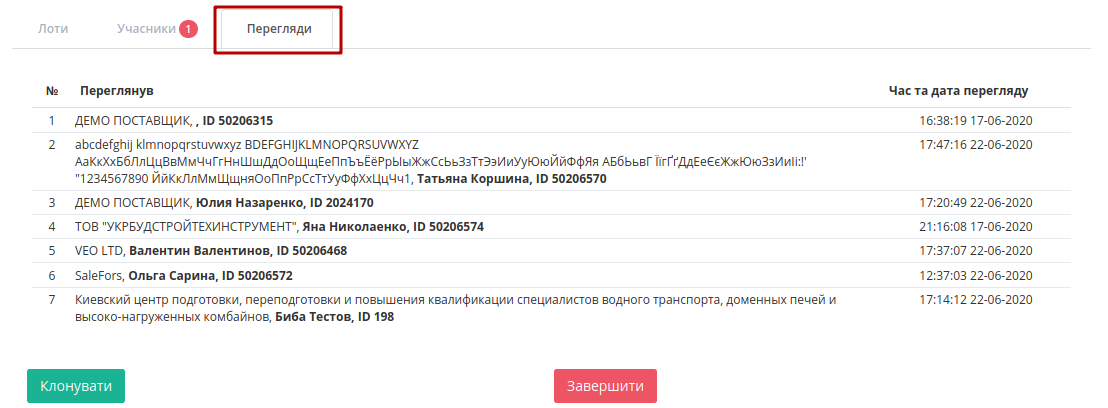 Лоти Учасники 1 Перегляди
№ Переглянув Час та дата перегляду
1 ДЕМО ПОСТАВЩИК, , ID 50206315 16:38:19 17-06-2020
2 abcdefghij klmnopqrstuvwxyz BDEFGHIJKLMNOPQRSUVWXYZ 17:47:16 22-06-2020
АаКкХхБбЛлЦцВвМмЧчГгНнШшДдОоЩщЕеПпЪъЁёРрЫыЖжСсЬьЗзТтЭэИиУуЮюЙйФфЯя АБбЬьвГ ЇїгҐґДдЕеЄєЖжЮюЗзИиІі:!'
"1234567890 ЙйКкЛлМмЩщняОоПпРрСсТтУуФфХхЦцЧч1, Татьяна Коршина, ID 50206570
3 ДЕМО ПОСТАВЩИК, Юлия Назаренко, ID 2024170 17:20:49 22-06-2020
4 ТОВ "УКРБУДСТРОЙТЕХИНСТРУМЕНТ", Яна Николаенко, ID 50206574 21:16:08 17-06-2020
5 VEO LTD, Валентин Валентинов, ID 50206468 17:37:07 22-06-2020
6 SaleFors, Ольга Сарина, ID 50206572 12:37:03 22-06-2020
7 Киевский центр подготовки, переподготовки и повышения квалификации специалистов водного транспорта, доменных печей и 17:14:12 22-06-2020
высоко-нагруженных комбайнов, Биба Тестов, ID 198
Клонувати Завершити